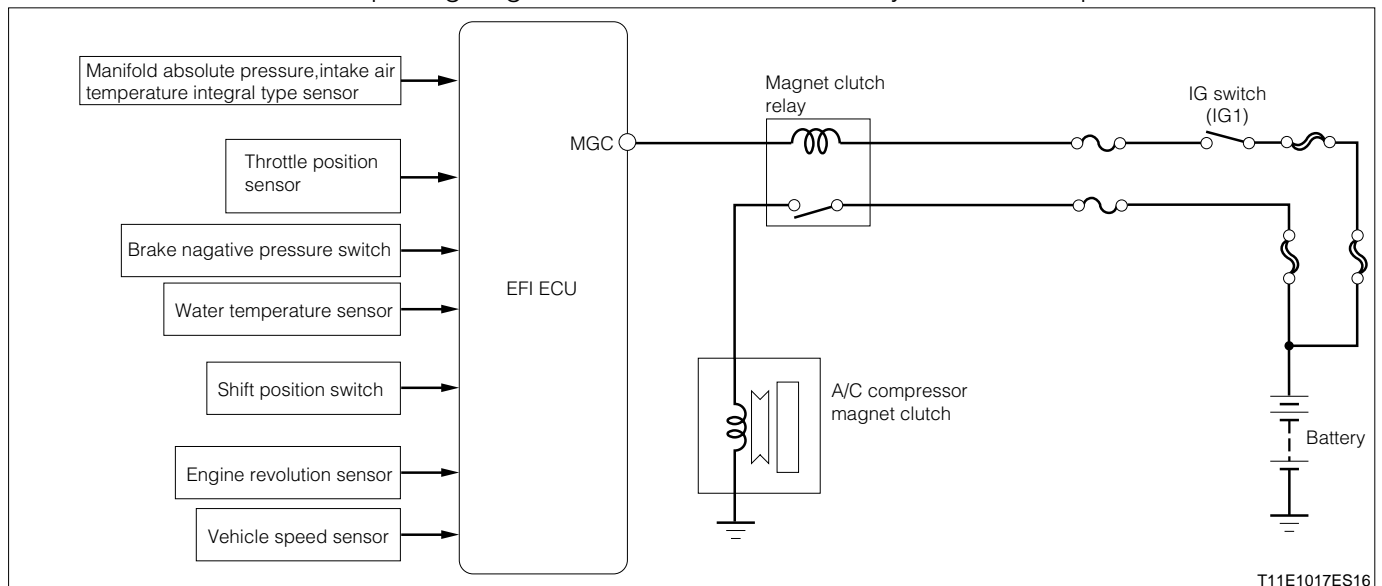 Manifold absolute pressure,intake air
temperature integral type sensor
Throttle position
sensor
Brake nagative pressure switch
Water temperature sensor
Shift position switch
Engine revolution sensor
Vehicle speed sensor
EFI ECU
MGC
Magnet clutch
relay
IG switch
(IG1)
A/C compressor
magnet clutch
Battery
T11E1017ES16